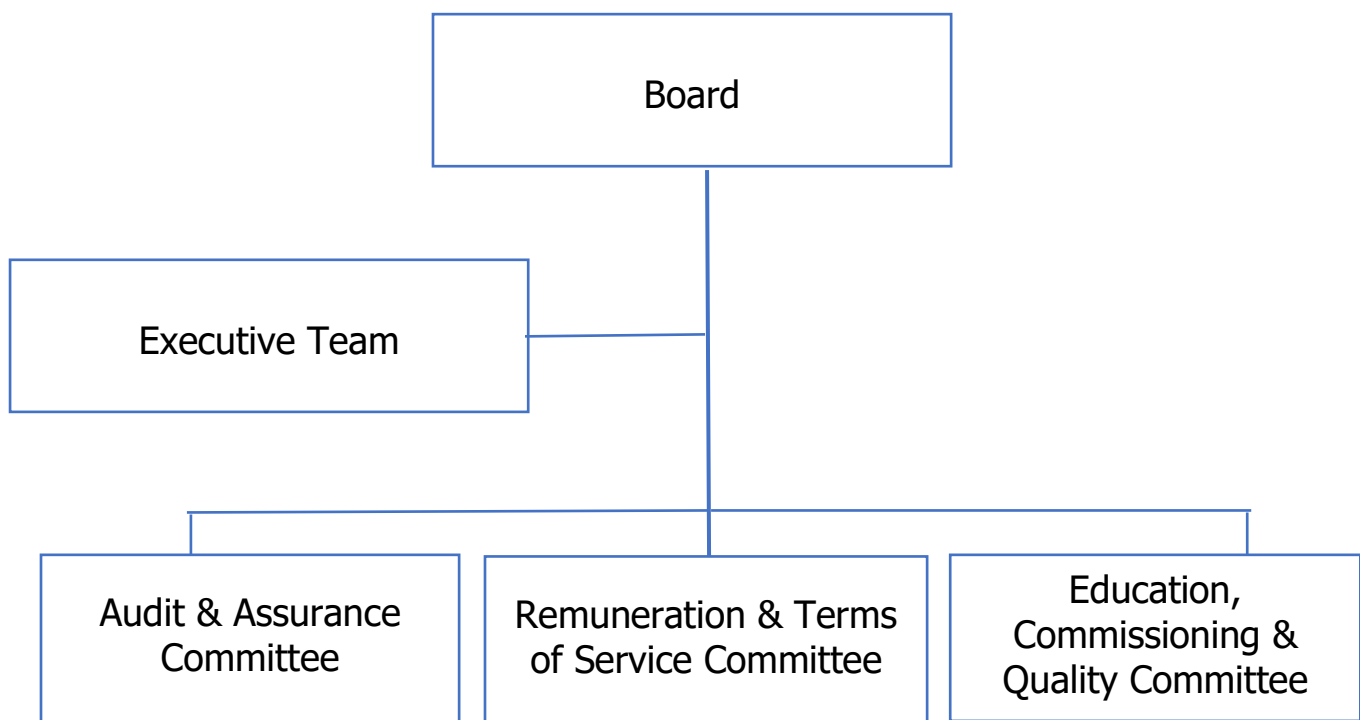 Board
Executive Team
Audit & Assurance
Committee
Remuneration & Terms
of Service Committee
Education,
Commissioning &
Quality Committee